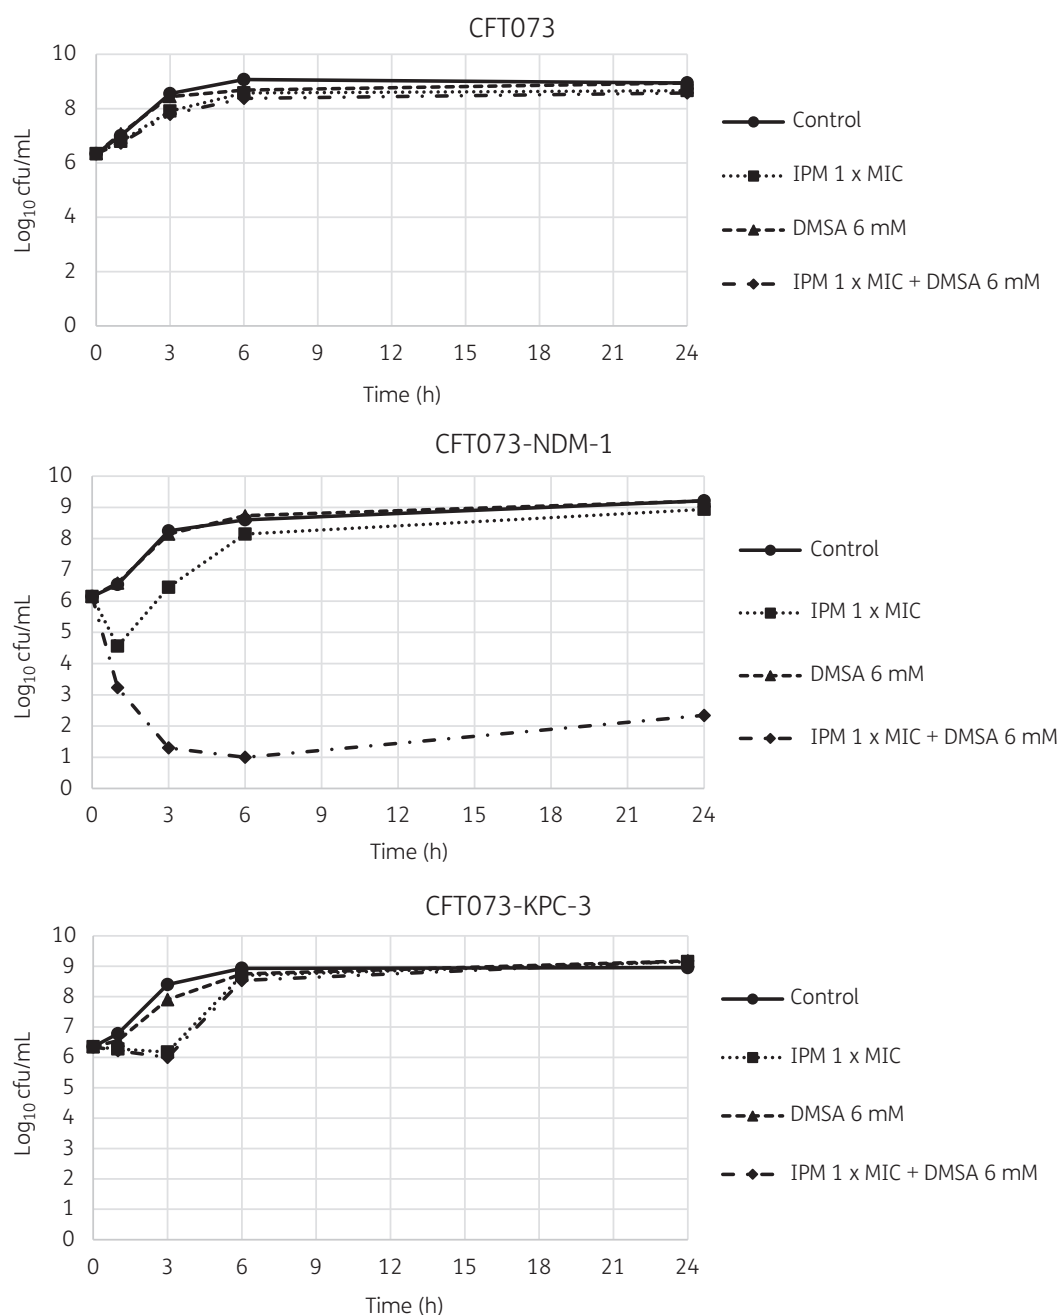 CFT073
10
8
6
4
2
0
Log10 cfu/mL
0 3 6 9 12 15 18 21 24
Time (h)
Control
IPM 1 x MIC
DMSA 6 mM
IPM 1 x MIC + DMSA 6 mM
CFT073-NDM-1
10
9
8
7
6
5
4
3
2
1
0
Log10 cfu/mL
0 3 6 9 12 15 18 21 24
Time (h)
Control
IPM 1 x MIC
DMSA 6 mM
IPM 1 x MIC + DMSA 6 mM
CFT073-KPC-3
10
9
8
7
6
5
4
3
2
1
0
Log10 cfu/mL
0 3 6 9 12 15 18 21 24
Time (h)
Control
IPM 1 x MIC
DMSA 6 mM
IPM 1 x MIC + DMSA 6 mM